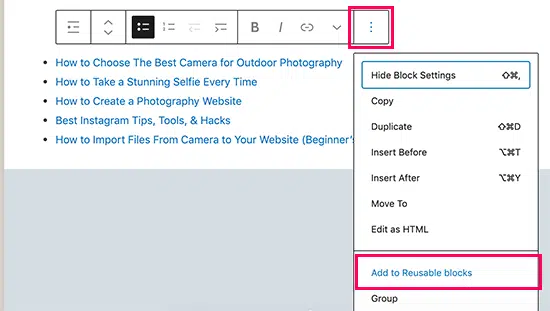 B I
How to Choose The Best Camera for Outdoor Photography
How to Take a Stunning Selfie Every Time
How to Create a Photography Website
Best Instagram Tips, Tools, & Hacks
How to Import Files From Camera to Your Website (Beginner's
Hide Block Settings ⇧⌘,
Copy
Duplicate ⇧⌘D
Insert Before ⌥⌘T
Insert After ⌥⌘Y
Move To
Edit as HTML
Add to Reusable blocks
Group